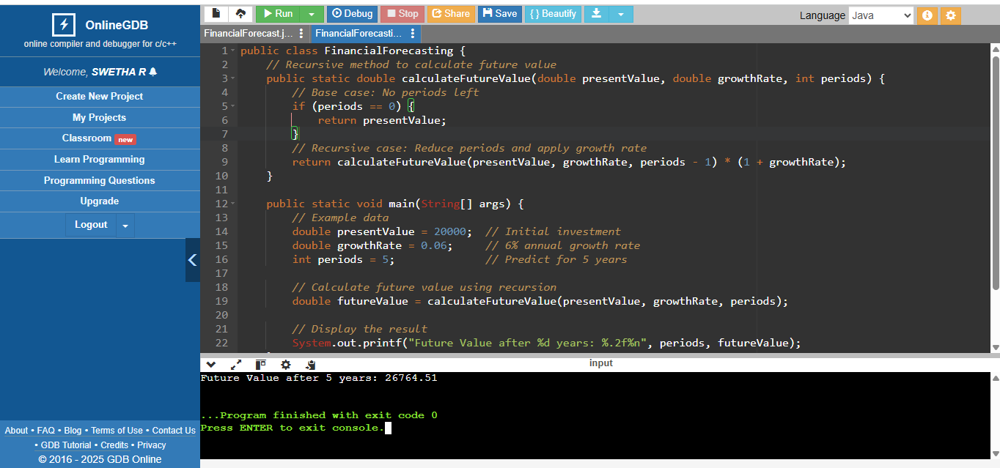 OnlineGDB
online compiler and debugger for c/c++
Welcome, SWETHA R
Create New Project
My Projects
Classroom new
Learn Programming
Programming Questions
Upgrade
Logout
About • FAQ • Blog • Terms of Use • Contact Us
• GDB Tutorial • Credits • Privacy
© 2016 - 2025 GDB Online
Run Debug Stop Share Save { } Beautify Language Java
FinancialForecast.j... FinancialForecasti...
1 public class FinancialForecasting {
2     // Recursive method to calculate future value
3     public static double calculateFutureValue(double presentValue, double growthRate, int periods) {
4         // Base case: No periods left
5         if (periods == 0) {
6             return presentValue;
7         }
8         // Recursive case: Reduce periods and apply growth rate
9         return calculateFutureValue(presentValue, growthRate, periods - 1) * (1 + growthRate);
10     }
11
12     public static void main(String[] args) {
13         // Example data
14         double presentValue = 20000;  // Initial investment
15         double growthRate = 0.06;     // 6% annual growth rate
16         int periods = 5;              // Predict for 5 years
17
18         // Calculate future value using recursion
19         double futureValue = calculateFutureValue(presentValue, growthRate, periods);
20
21         // Display the result
22         System.out.printf("Future Value after %d years: %.2f%n", periods, futureValue);
input
Future Value after 5 years: 26764.51
...Program finished with exit code 0
Press ENTER to exit console.